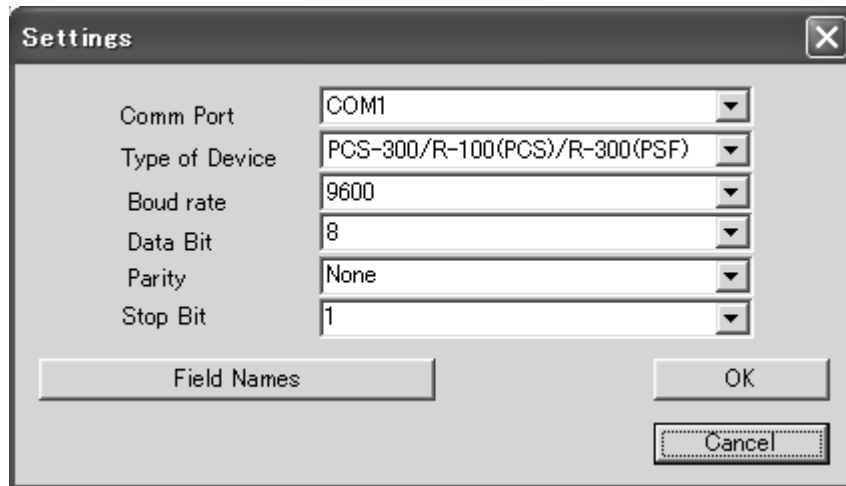 Settings
Comm Port COM1
Type of Device PCS-300/R-100(PCS)/R-300(PSF)
Boud rate 9600
Data Bit 8
Parity None
Stop Bit 1
Field Names OK
Cancel